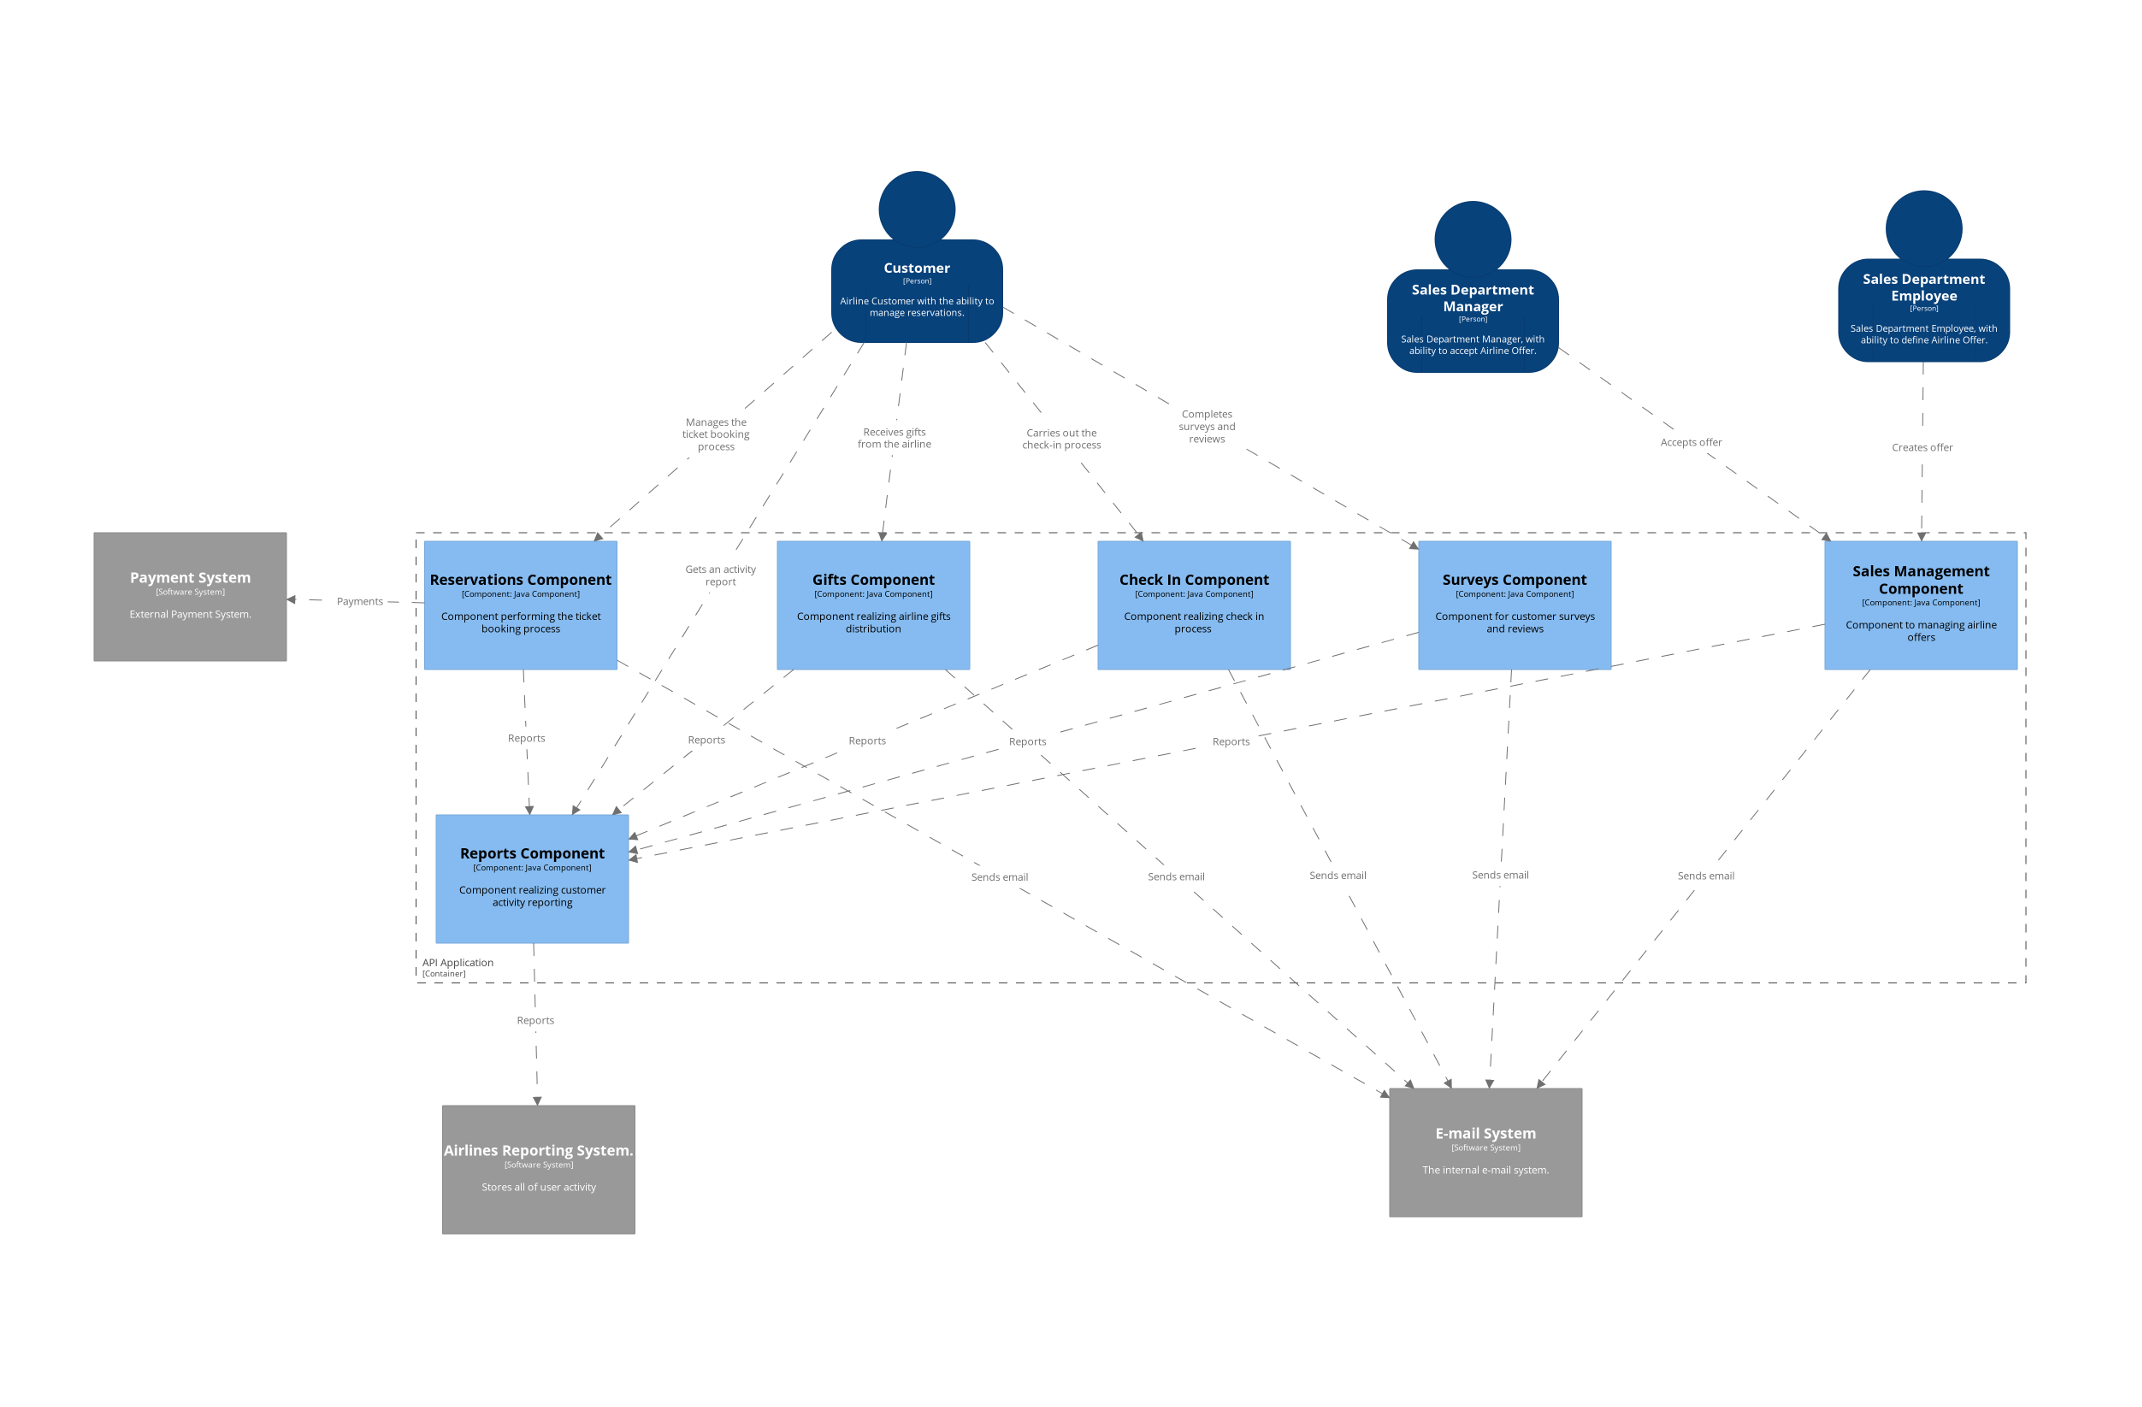 Customer
[Person]
Airline Customer with the ability to
manage reservations.
Sales Department
Manager
[Person]
Sales Department Manager, with
ability to accept Airline Offer.
Sales Department
Employee
[Person]
Sales Department Employee, with
ability to define Airline Offer.
Manages the
ticket booking
process
Receives gifts
from the airline
Carries out the
check-in process
Completes
surveys and
reviews
Accepts offer
Creates offer
Gets an activity
report
Payment System
[Software System]
External Payment System.
Payments
Reservations Component
[Component: Java Component]
Component performing the ticket
booking process
Gifts Component
[Component: Java Component]
Component realizing airline gifts
distribution
Check In Component
[Component: Java Component]
Component realizing check in
process
Surveys Component
[Component: Java Component]
Component for customer surveys
and reviews
Sales Management
Component
[Component: Java Component]
Component to managing airline
offers
Reports
Reports
Reports
Reports
Reports
Reports Component
[Component: Java Component]
Component realizing customer
activity reporting
Sends email
Sends email
Sends email
Sends email
Sends email
API Application
[Container]
Reports
Airlines Reporting System.
[Software System]
Stores all of user activity
E-mail System
[Software System]
The internal e-mail system.